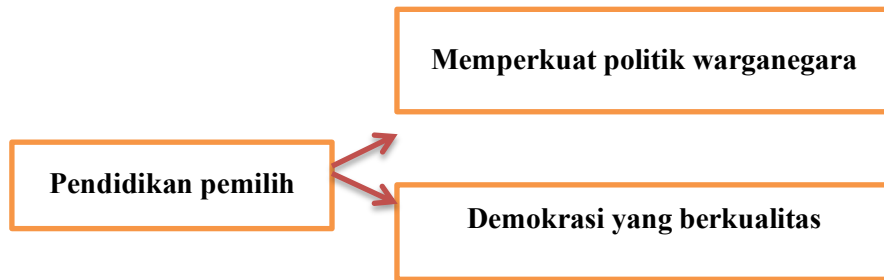 Memperkuat politik warganegara
Pendidikan pemilih
Demokrasi yang berkualitas